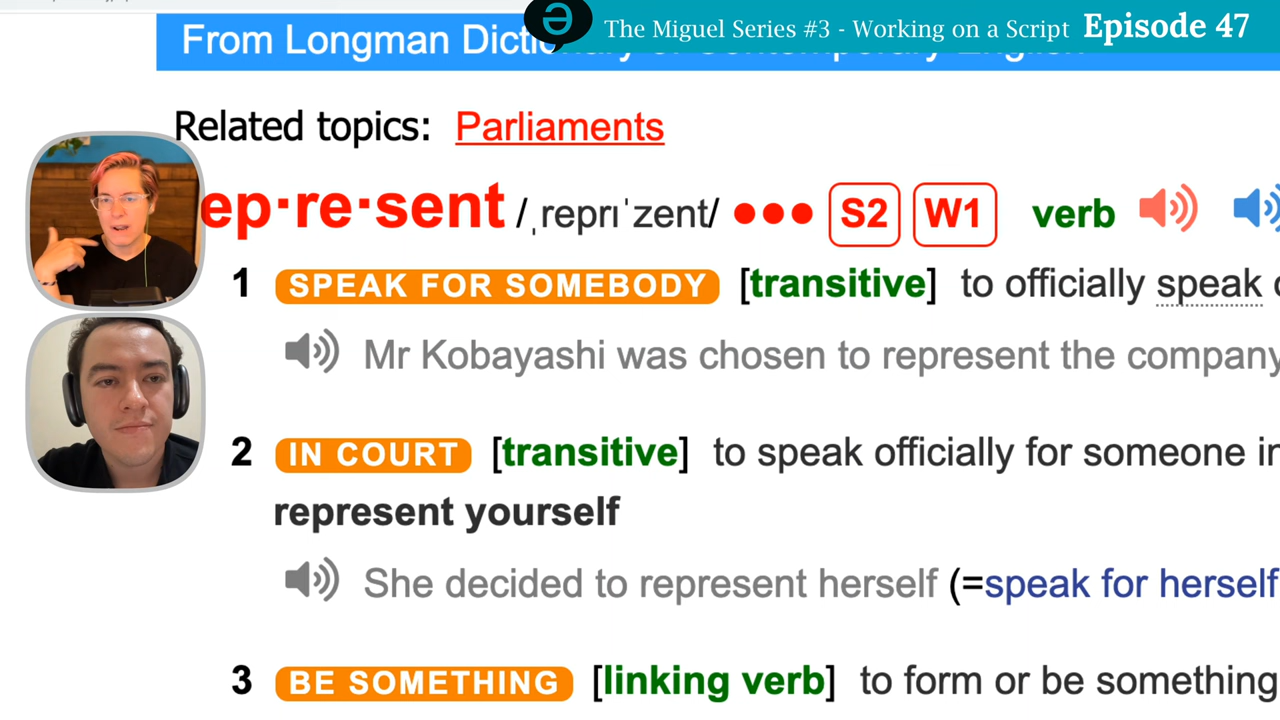 ə The Miguel Series #3 - Working on a Script Episode 47
From Longman Dictionary of Contemporary English
Related topics: Parliaments
ep·re·sent /ˌreprɪˈzent/ ●●● S2 W1 verb
1 SPEAK FOR SOMEBODY [transitive] to officially speak
Mr Kobayashi was chosen to represent the company
2 IN COURT [transitive] to speak officially for someone in
represent yourself
She decided to represent herself (=speak for herself
3 BE SOMETHING [linking verb] to form or be something